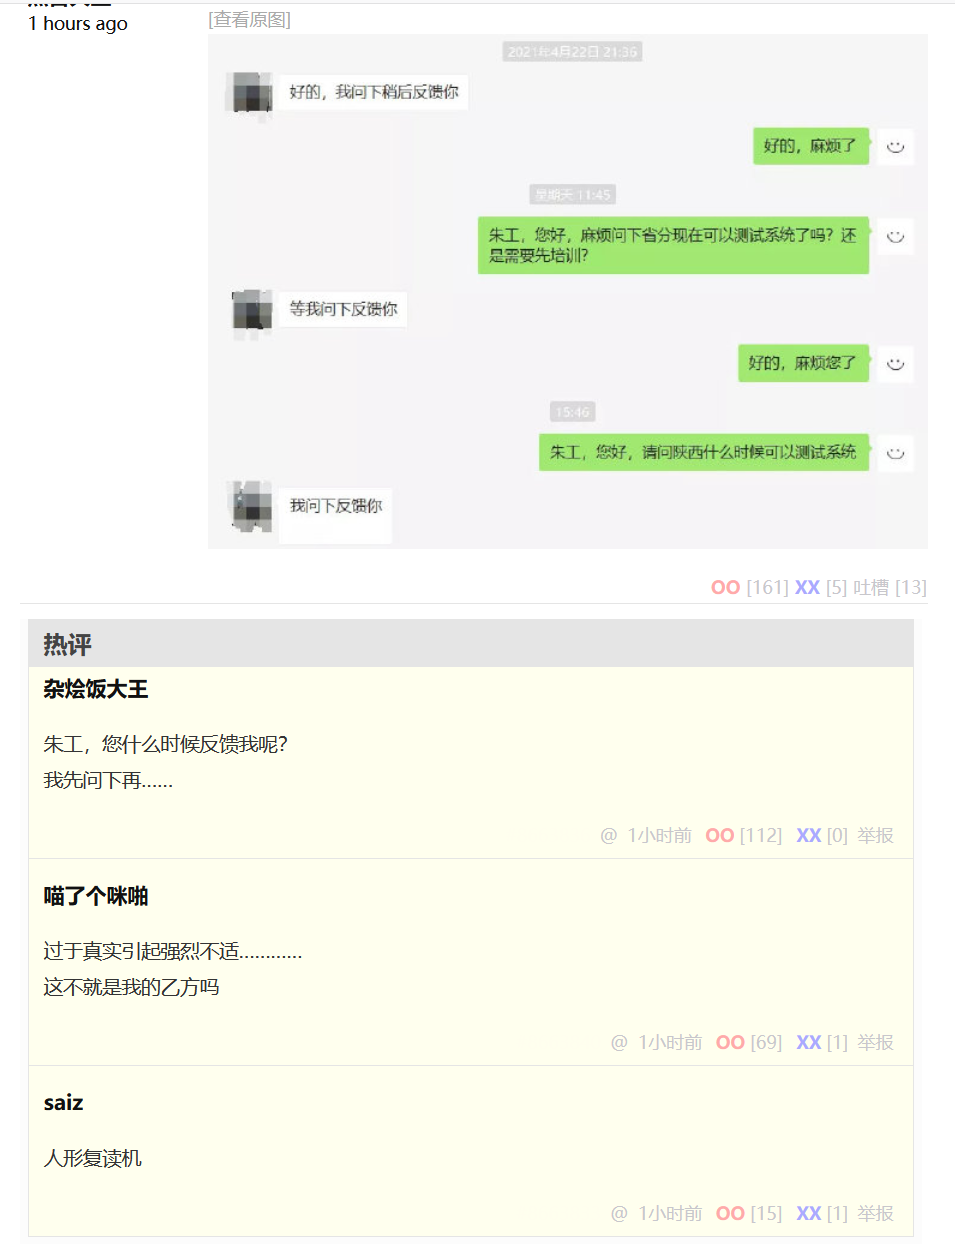 1 hours ago
[查看原图]
2021年4月22日 21:36
好的，我问下稍后反馈你
好的，麻烦了
星期天 11:45
朱工，您好，麻烦问下省分现在可以测试系统了吗？还
是需要先培训？
等我问下反馈你
好的，麻烦您了
15:46
朱工，您好，请问陕西什么时候可以测试系统
我问下反馈你
OO [161] XX [5] 吐槽 [13]
热评
杂烩饭大王
朱工，您什么时候反馈我呢？
我先问下再......
@ 1小时前 OO [112] XX [0] 举报
喵了个咪啪
过于真实引起强烈不适............
这不就是我的乙方吗
@ 1小时前 OO [69] XX [1] 举报
saiz
人形复读机
@ 1小时前 OO [15] XX [1] 举报